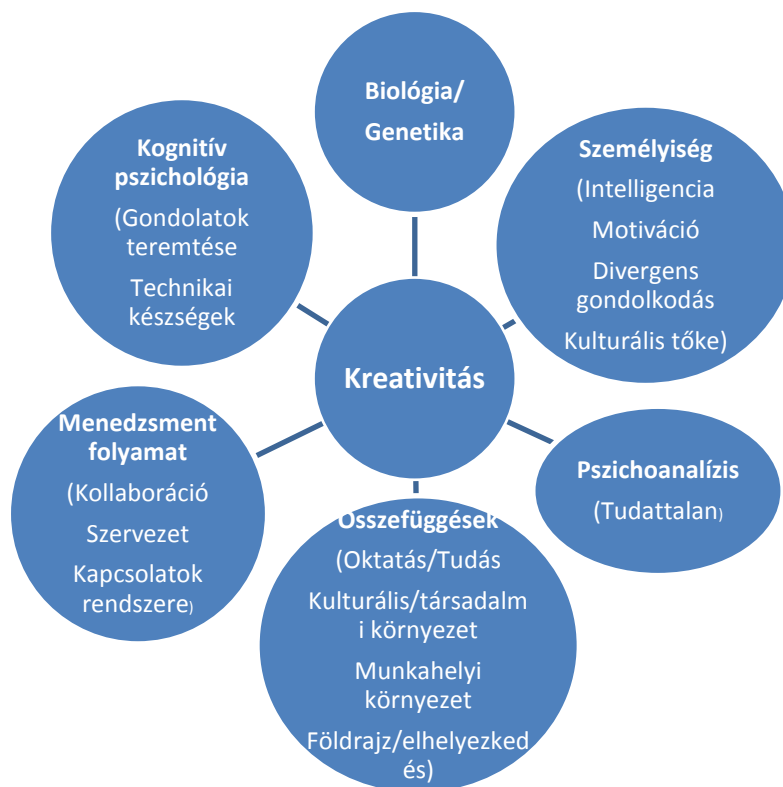 Biológia/
Genetika
Kognitív
pszichológia
(Gondolatok
teremtése
Technikai
készségek
Személyiség
(Intelligencia
Motiváció
Divergens
gondolkodás
Kulturális tőke)
Kreativitás
Menedzsment
folyamat
(Kollaboráció
Szervezet
Kapcsolatok
rendszere)
Pszichoanalízis
(Tudattalan)
Összefüggések
(Oktatás/Tudás
Kulturális/társadalm
i környezet
Munkahelyi
környezet
Földrajz/elhelyezked
és)